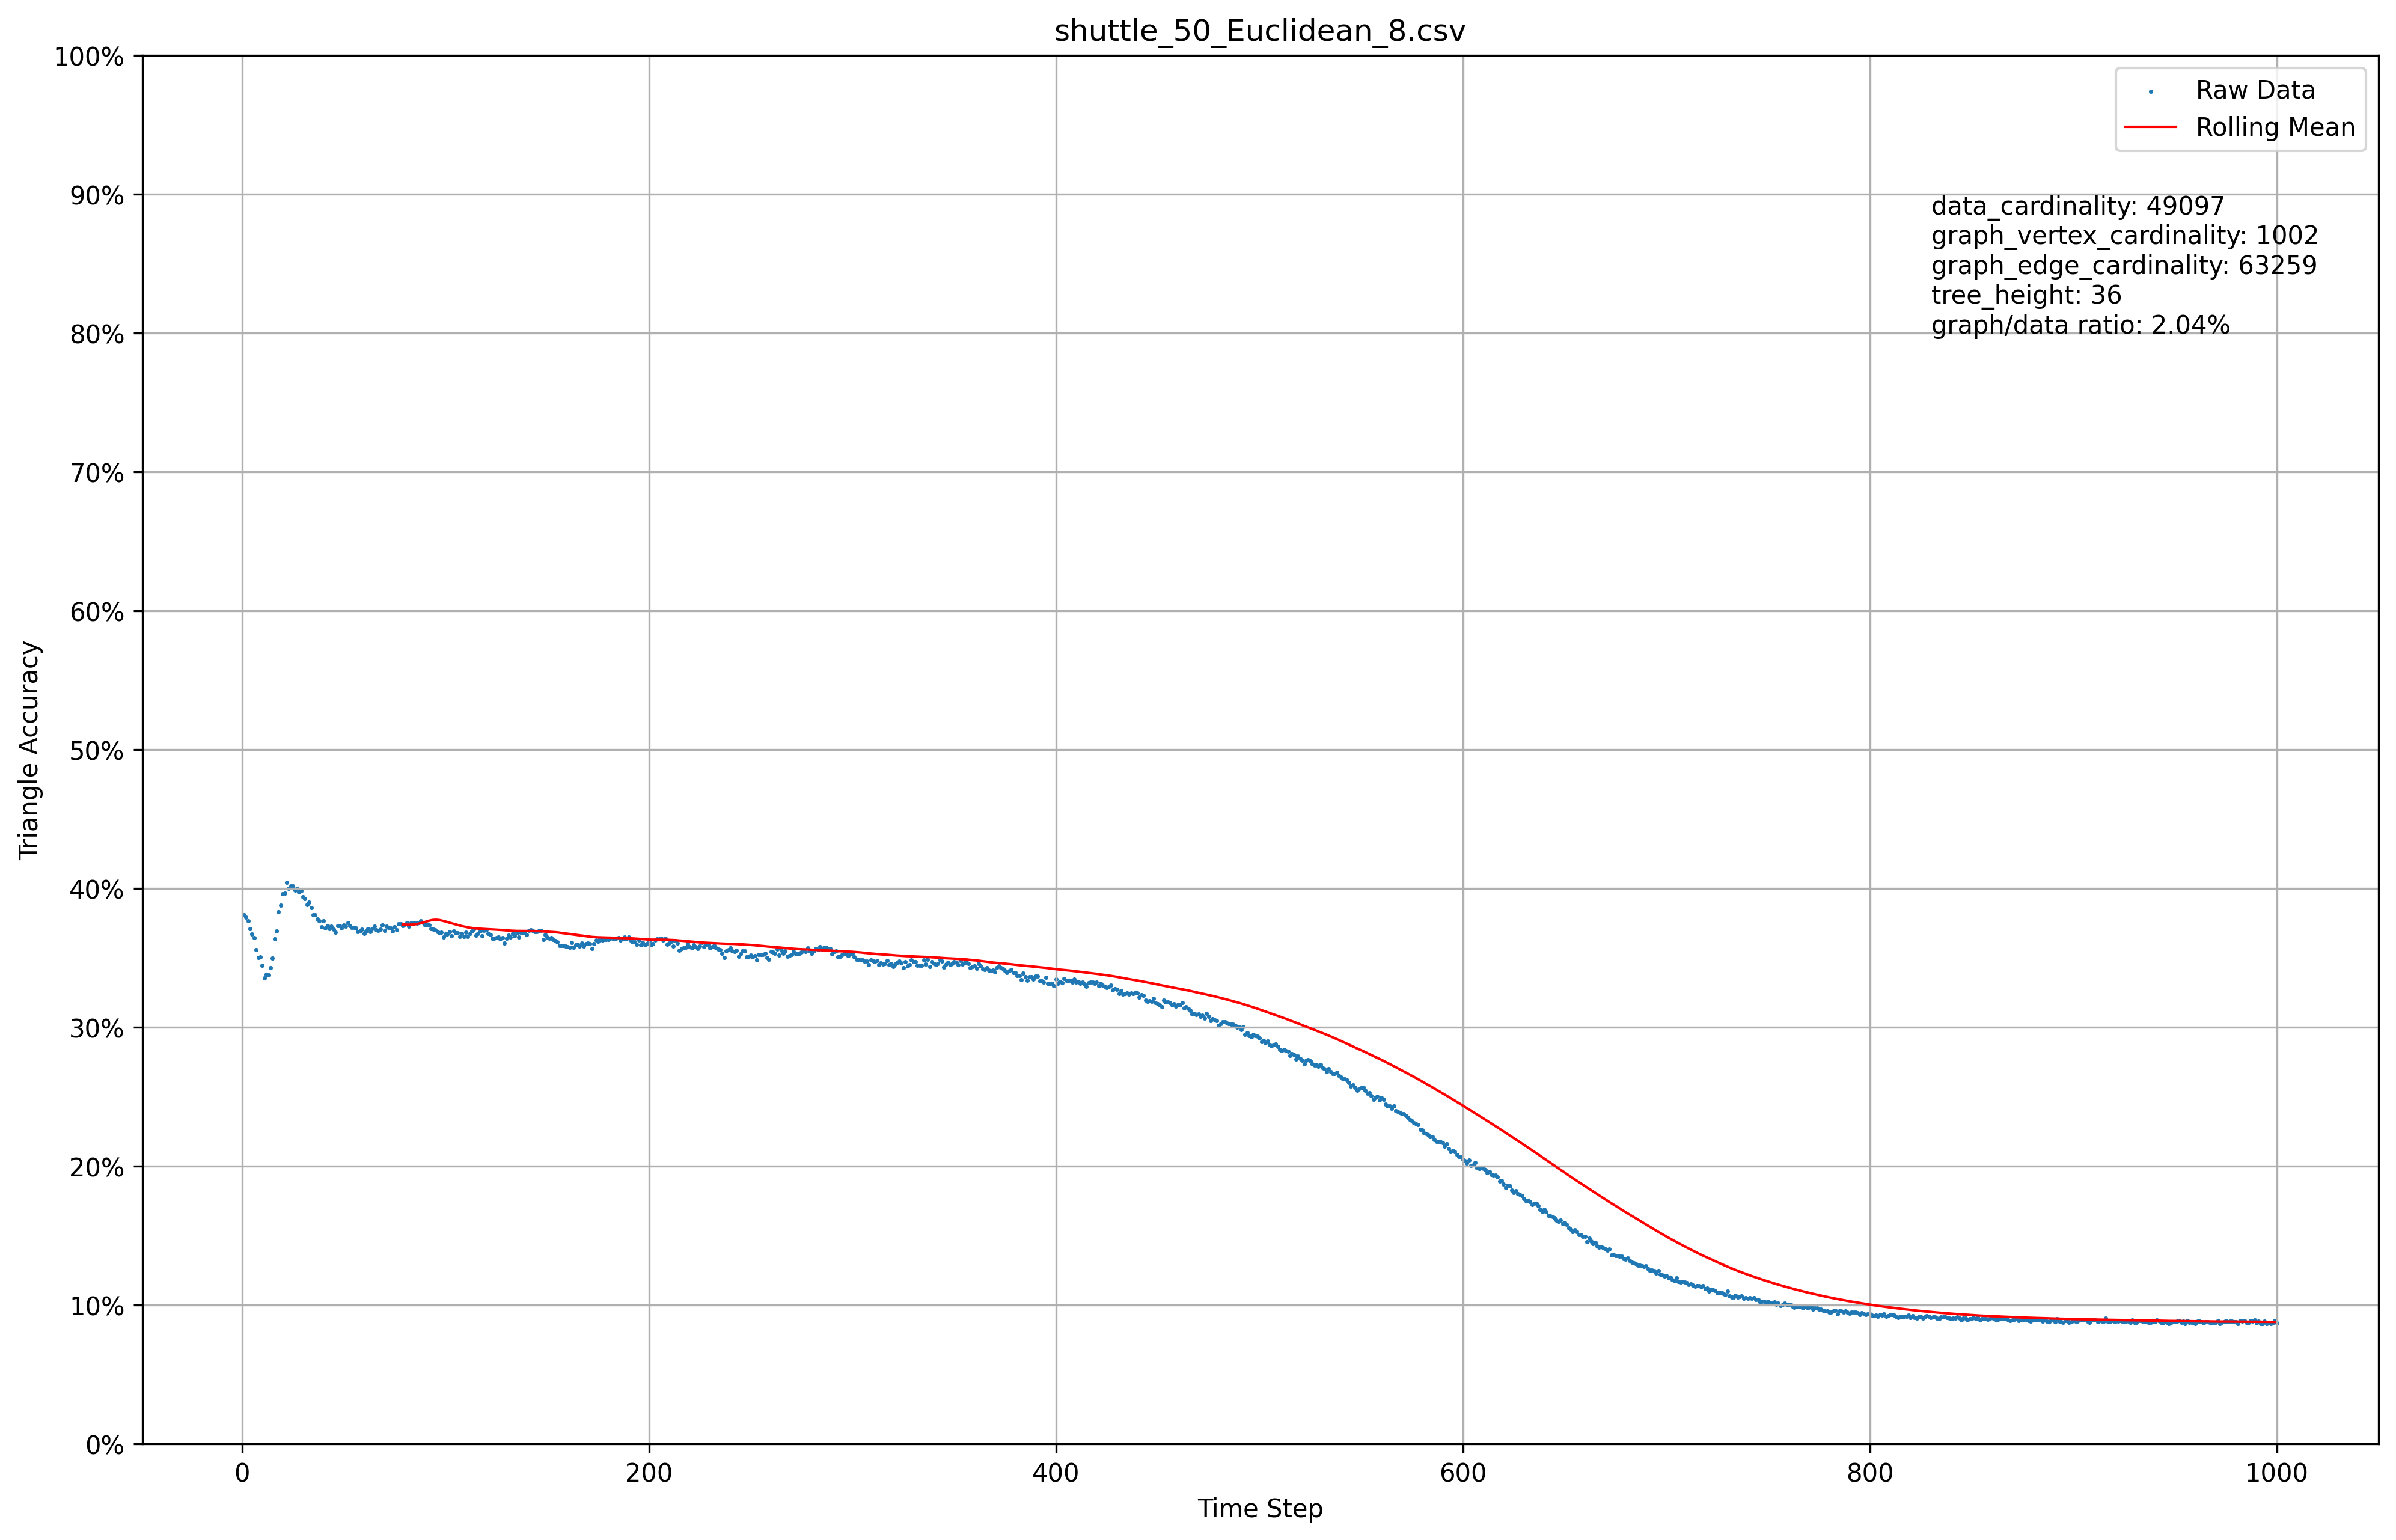 shuttle_50_Euclidean_8.csv
100%
90%
80%
70%
60%
50%
40%
30%
20%
10%
0%
Triangle Accuracy
Raw Data
Rolling Mean
data_cardinality: 49097
graph_vertex_cardinality: 1002
graph_edge_cardinality: 63259
tree_height: 36
graph/data ratio: 2.04%
0 200 400 600 800 1000
Time Step